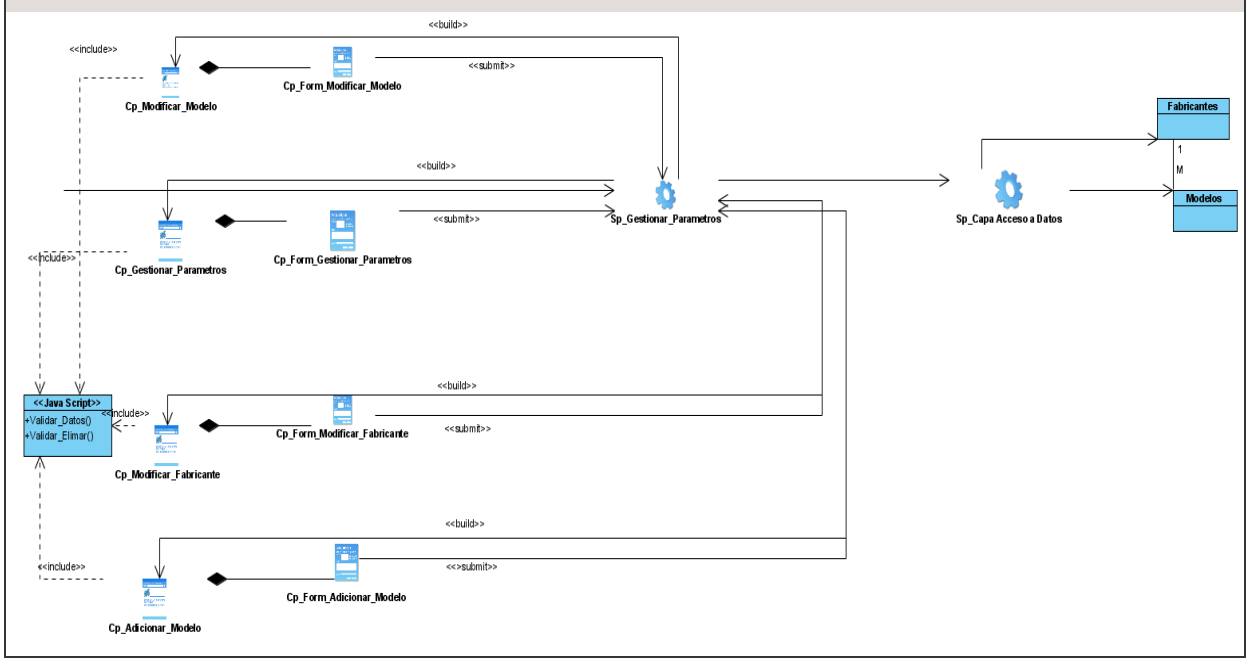 <<build>>
<<include>>
<<submit>>
Cp_Form_Modificar_Modelo
Cp_Modificar_Modelo
Fabricantes
1
M
<<build>>
Modelos
<<submit>>
Sp_Gestionar_Parametros
Sp_Capa Acceso a Datos
<<include>>
Cp_Form_Gestionar_Parametros
Cp_Gestionar_Parametros
<<build>>
<<Java Script>>
+Validar_Datos()
+Validar_Elimar()
<<include>>
<<submit>>
Cp_Form_Modificar_Fabricante
Cp_Modificar_Fabricante
<<build>>
<<include>>
<<>submit>>
Cp_Form_Adicionar_Modelo
Cp_Adicionar_Modelo